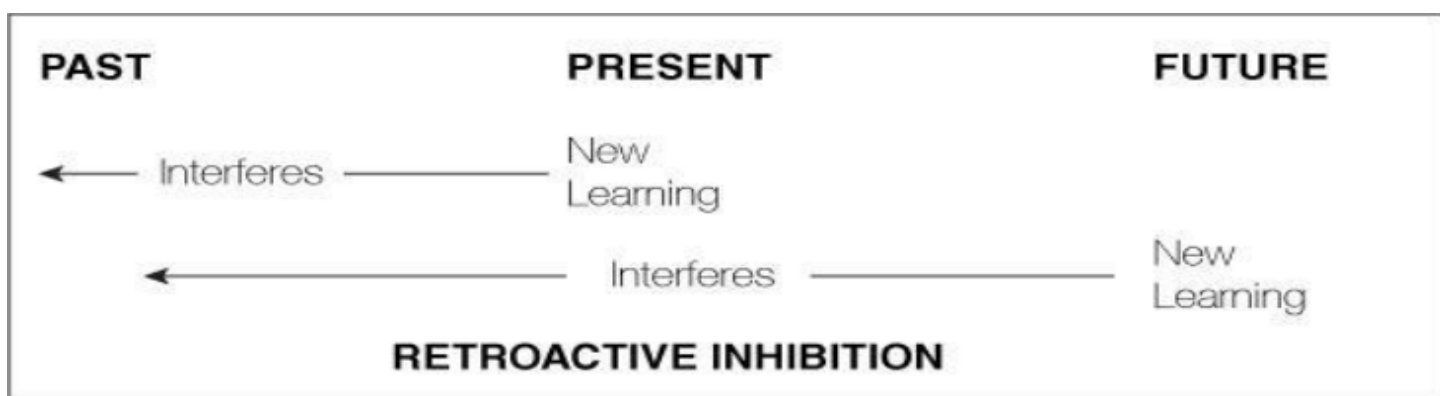 PAST PRESENT FUTURE
Interferes New
Learning
Interferes New
Learning
RETROACTIVE INHIBITION